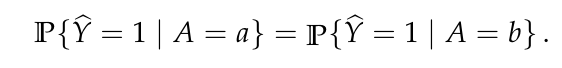 ℙ{Ŷ = 1 ∣ A = a} = ℙ{Ŷ = 1 ∣ A = b} .